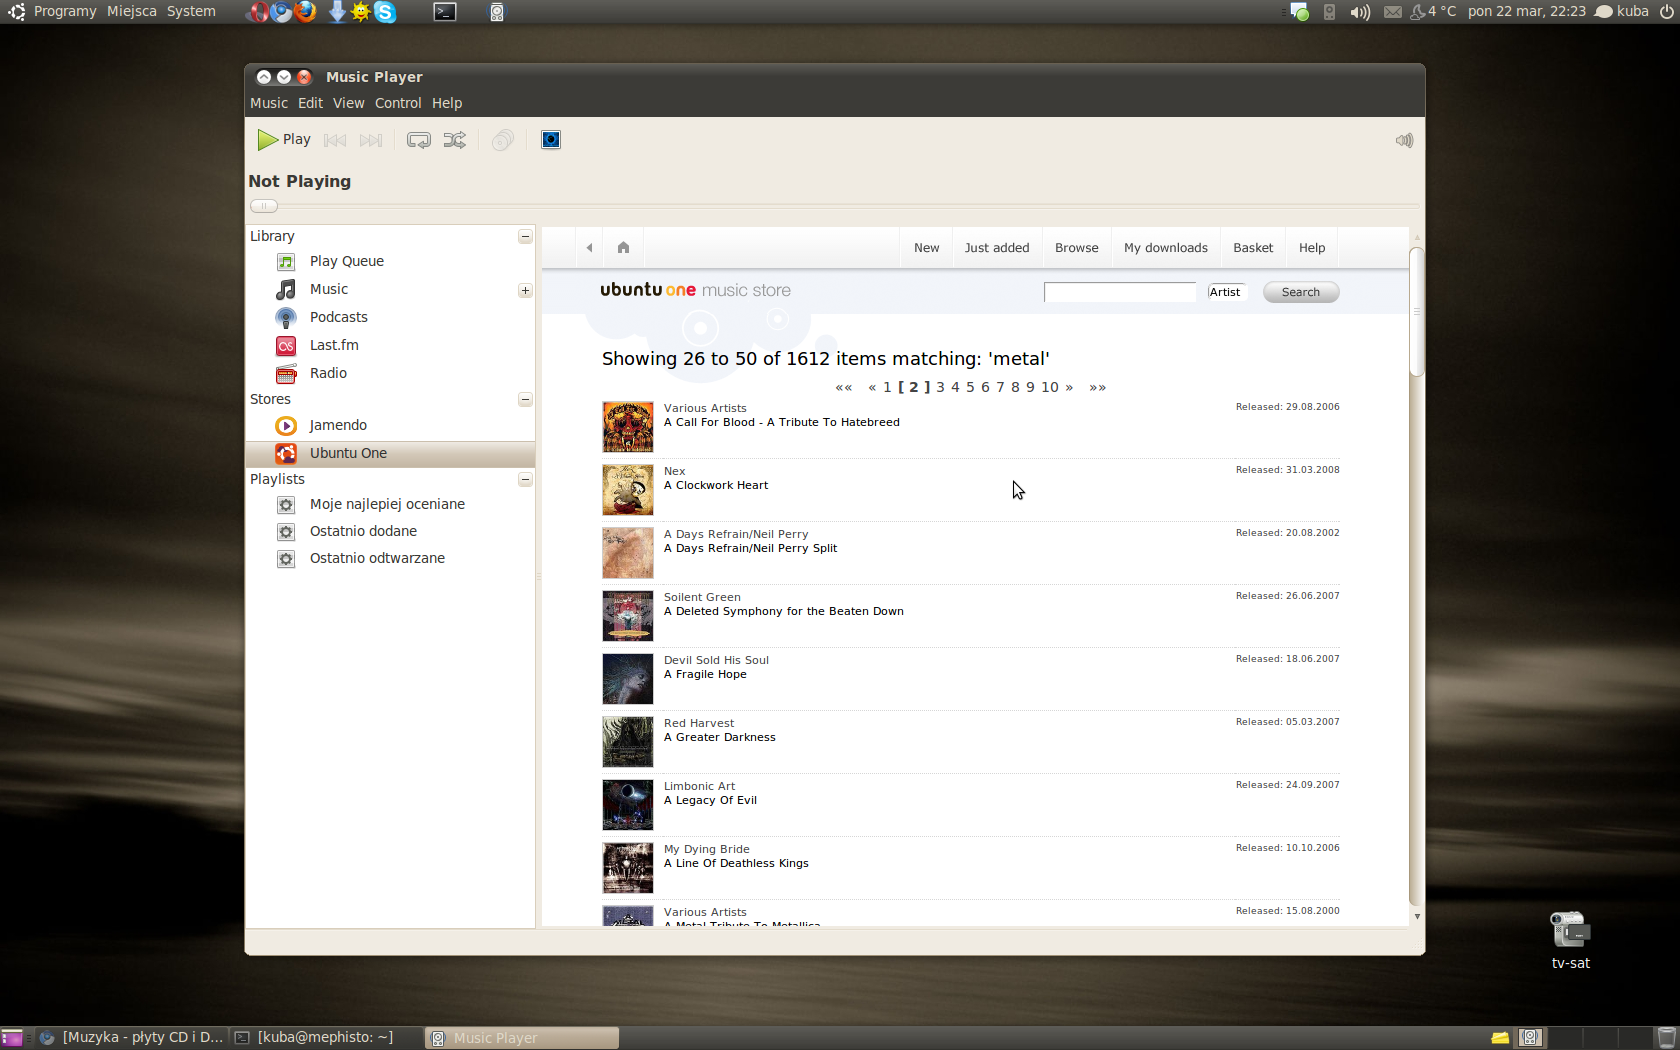 Programy Miejsca System
4 °C pon 22 mar, 22:23 kuba
Music Player
Music Edit View Control Help
Play
Not Playing
Library
Play Queue
Music
Podcasts
Last.fm
Radio
Stores
Jamendo
Ubuntu One
Playlists
Moje najlepiej oceniane
Ostatnio dodane
Ostatnio odtwarzane
New Just added Browse My downloads Basket Help
ubuntu one music store
Artist Search
Showing 26 to 50 of 1612 items matching: 'metal'
«« « 1 [ 2 ] 3 4 5 6 7 8 9 10 » »»
Various Artists Released: 29.08.2006
A Call For Blood - A Tribute To Hatebreed
Nex Released: 31.03.2008
A Clockwork Heart
A Days Refrain/Neil Perry Released: 20.08.2002
A Days Refrain/Neil Perry Split
Soilent Green Released: 26.06.2007
A Deleted Symphony for the Beaten Down
Devil Sold His Soul Released: 18.06.2007
A Fragile Hope
Red Harvest Released: 05.03.2007
A Greater Darkness
Limbonic Art Released: 24.09.2007
A Legacy Of Evil
My Dying Bride Released: 10.10.2006
A Line Of Deathless Kings
Various Artists Released: 15.08.2000
A Metal Tribute To Metallica
tv-sat
[Muzyka - płyty CD i D... [kuba@mephisto: ~] Music Player